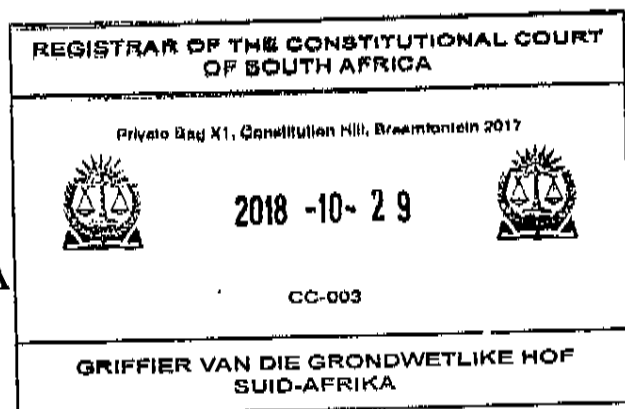 REGISTRAR OF THE CONSTITUTIONAL COURT
OF SOUTH AFRICA
Private Bag X1, Constitution Hill, Braamfontein 2017
2018 -10- 29
A
CC-003
GRIFFIER VAN DIE GRONDWETLIKE HOF
SUID-AFRIKA